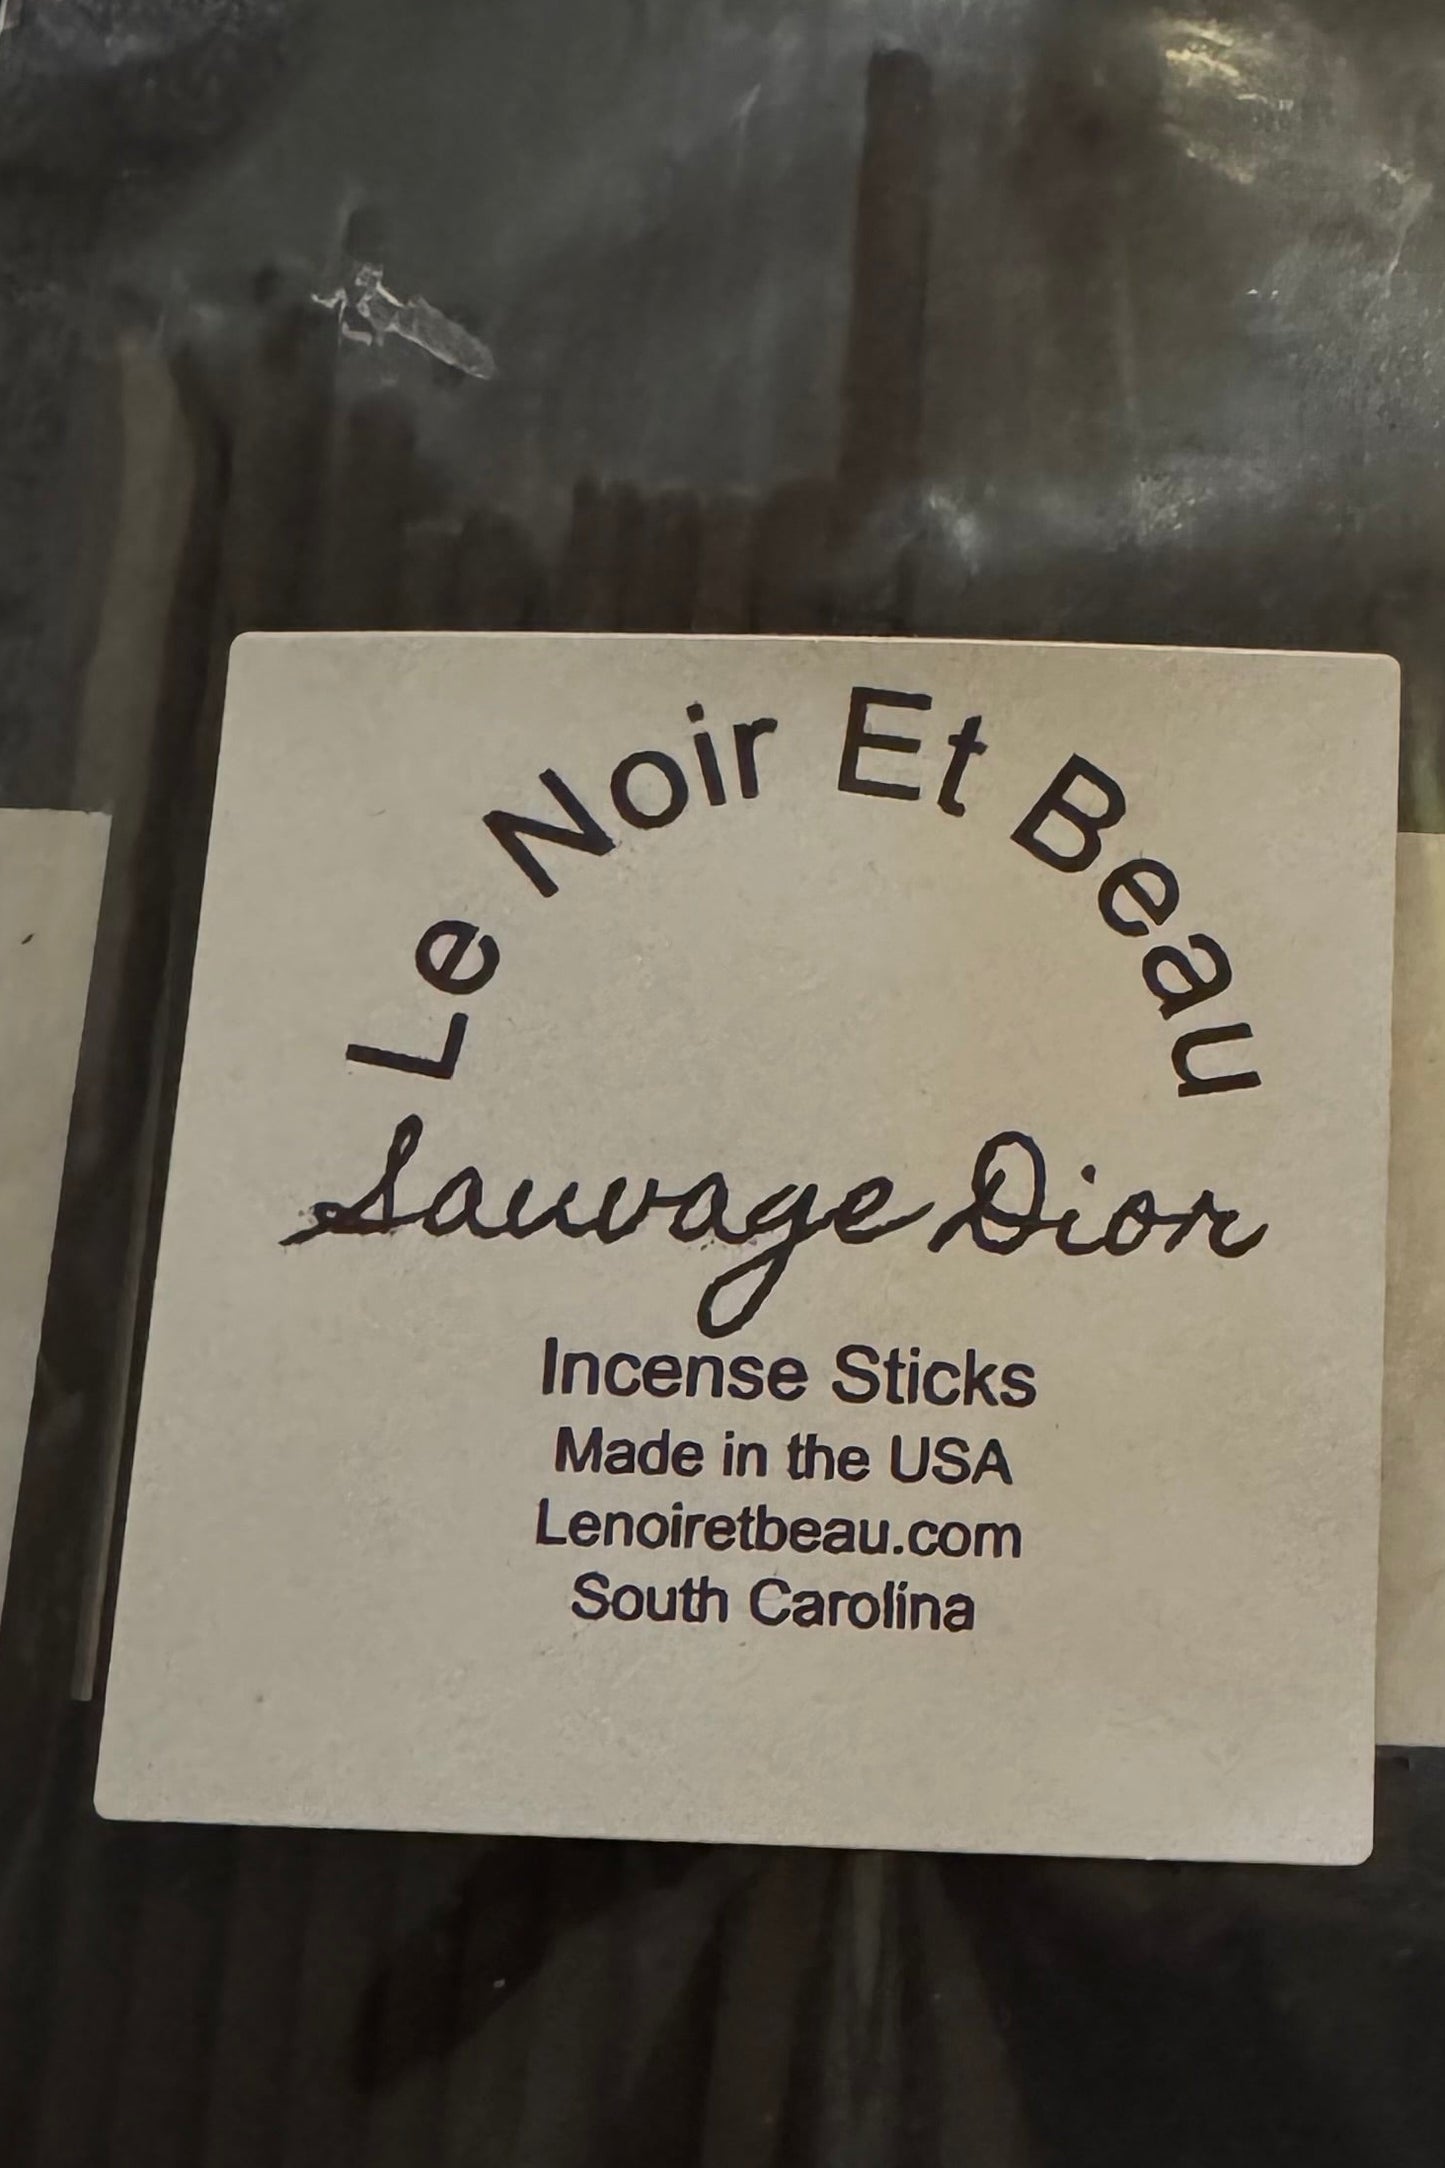 Le Noir Et Beau
Sauvage Dior
Incense Sticks
Made in the USA
Lenoiretbeau.com
South Carolina